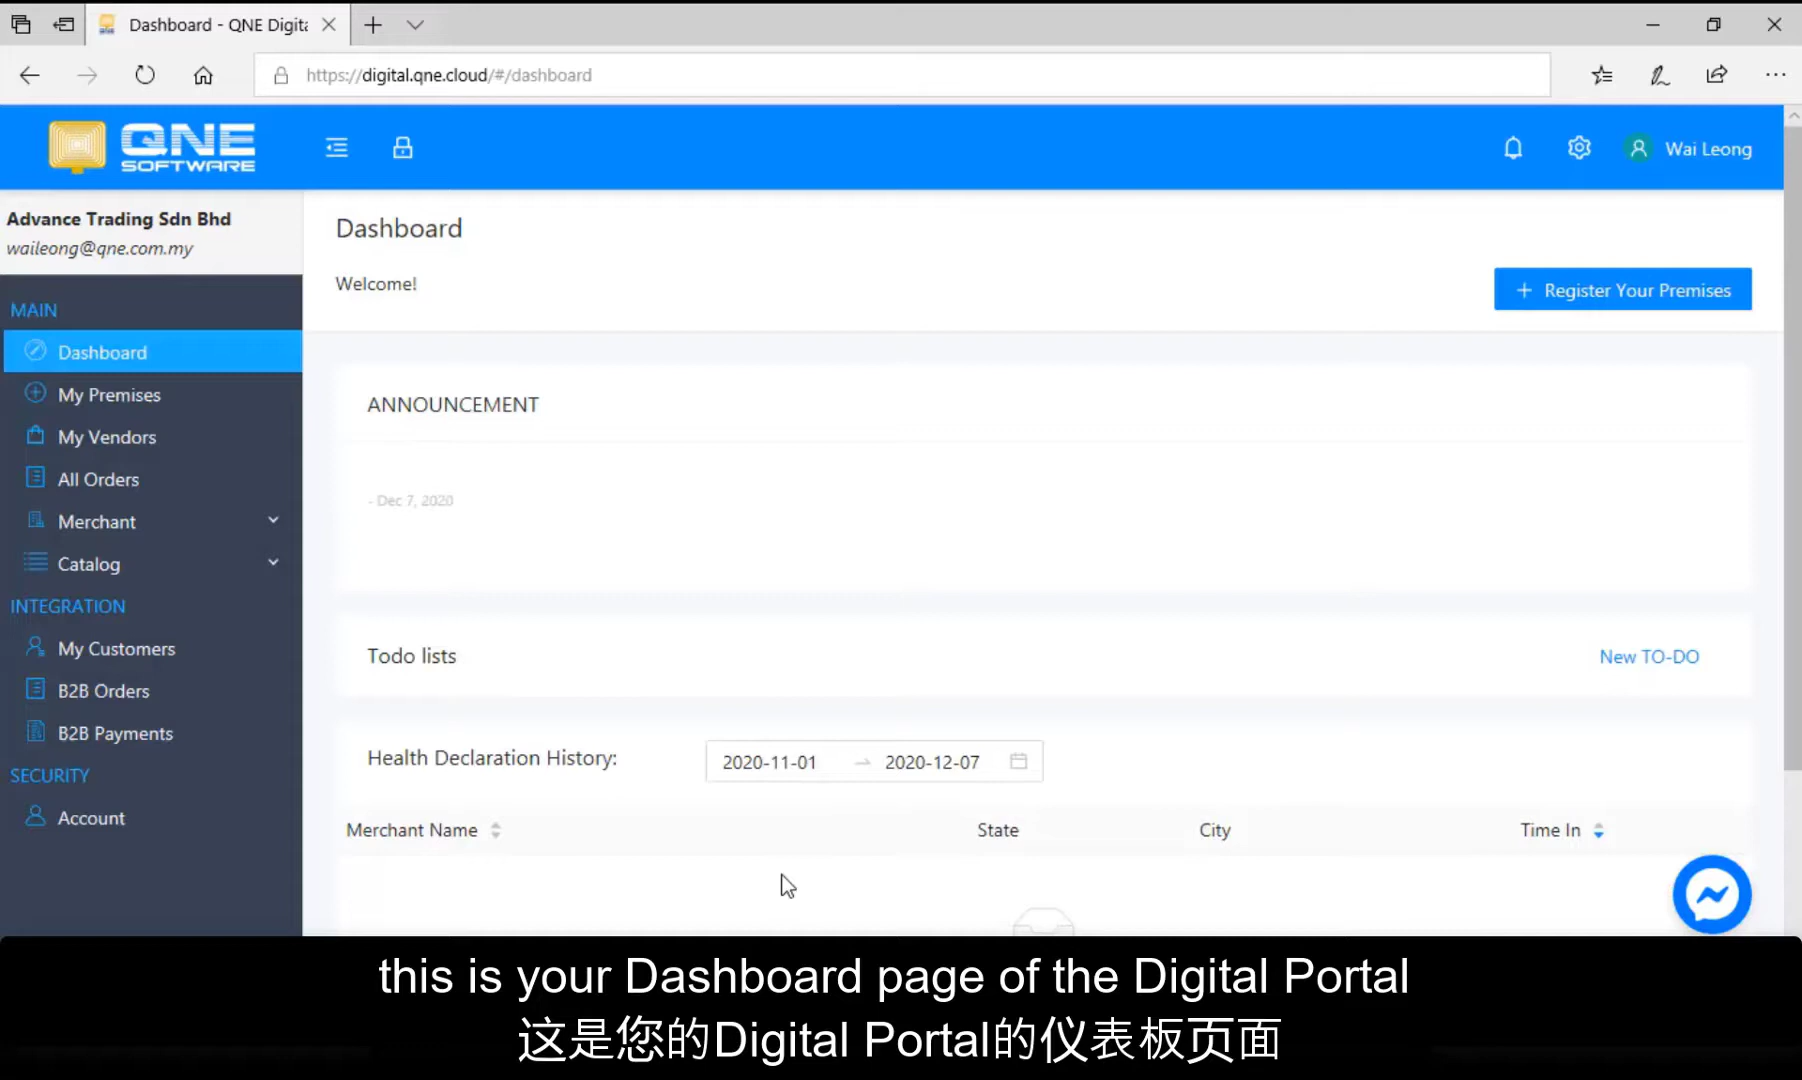 Dashboard - QNE Digita
https://digital.qne.cloud/#/dashboard
QNE
SOFTWARE
Wai Leong
Advance Trading Sdn Bhd
waileong@qne.com.my
Dashboard
Welcome!
+ Register Your Premises
MAIN
Dashboard
My Premises
My Vendors
All Orders
Merchant
Catalog
INTEGRATION
My Customers
B2B Orders
B2B Payments
SECURITY
Account
ANNOUNCEMENT
- Dec 7, 2020
Todo lists
New TO-DO
Health Declaration History:
2020-11-01 → 2020-12-07
Merchant Name State City Time In
this is your Dashboard page of the Digital Portal
这是您的Digital Portal的仪表板页面